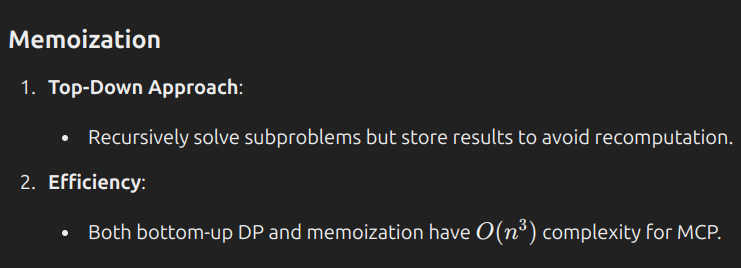 Memoization
1. Top-Down Approach:
• Recursively solve subproblems but store results to avoid recomputation.
2. Efficiency:
• Both bottom-up DP and memoization have O(n³) complexity for MCP.